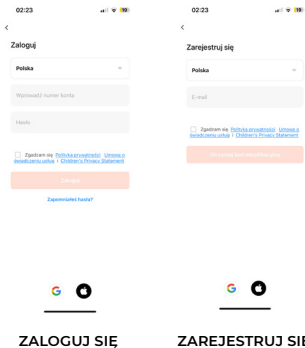 02:23
19
Zaloguj
Polska
Wprowadź numer konta
Hasło
Zgadzam się Polityka prywatności Umowa o
świadczeniu usług i Children's Privacy Statement
Zaloguj
Zapomniałeś hasła?
ZALOGUJ SIĘ
02:23
19
Zarejestruj się
Polska
E-mail
Zgadzam się Polityka prywatności Umowa o
świadczeniu usług i Children's Privacy Statement
ZAREJESTRUJ SIĘ